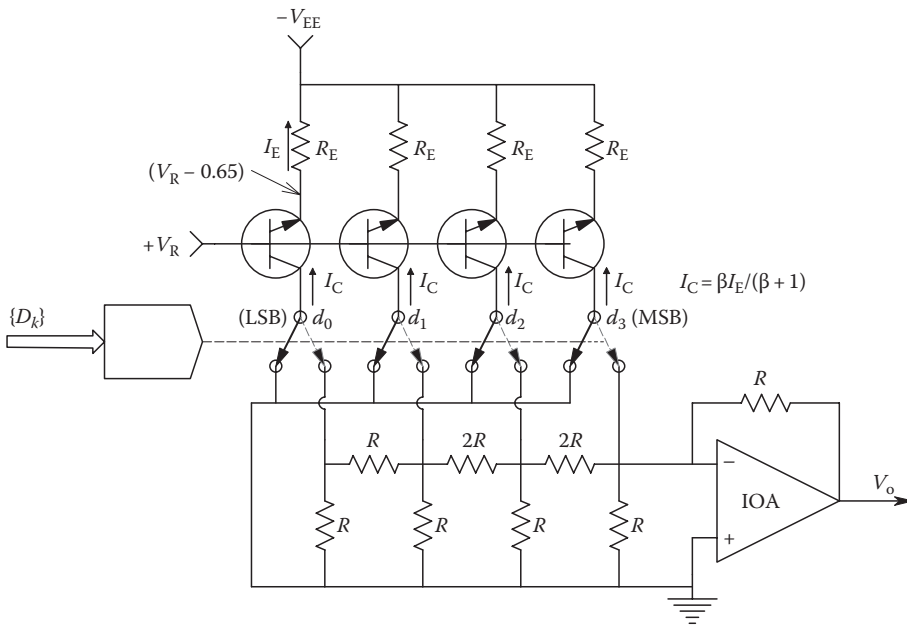 −V_EE
I_E R_E R_E R_E R_E
(V_R − 0.65)
+V_R
I_C I_C I_C I_C I_C = βI_E/(β + 1)
{D_k} (LSB) d_0 d_1 d_2 d_3 (MSB)
R
R 2R 2R
−
V_o
IOA
R R R R
+